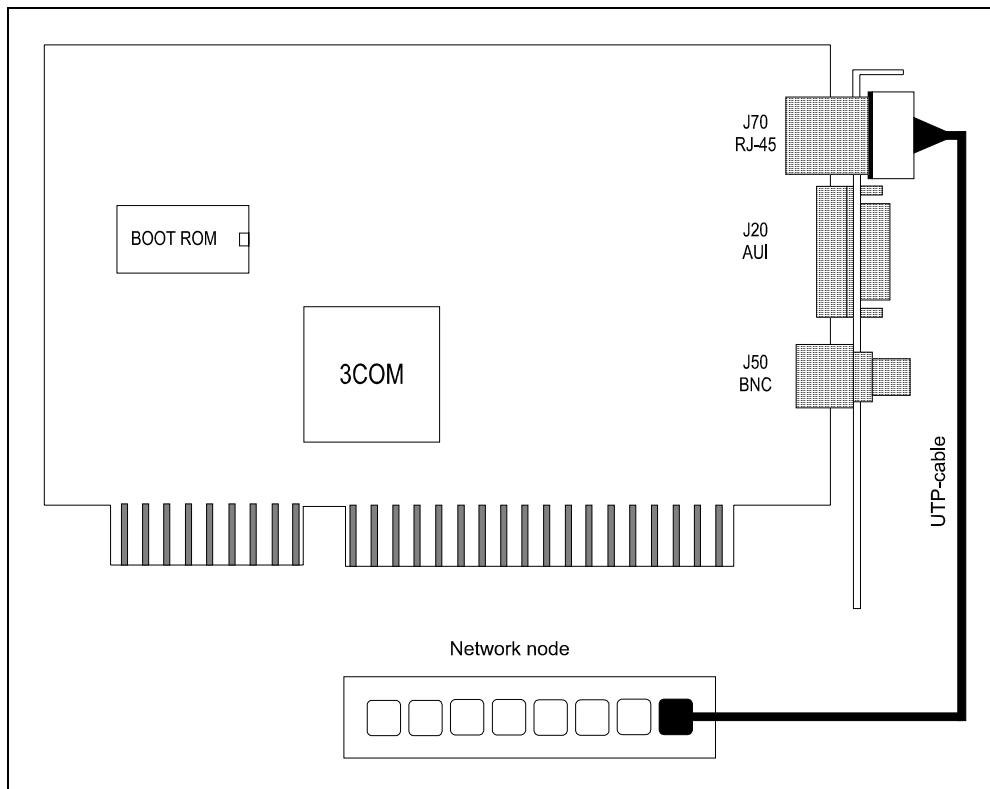 J70
RJ-45
BOOT ROM
J20
AUI
3COM
J50
BNC
UTP-cable
Network node